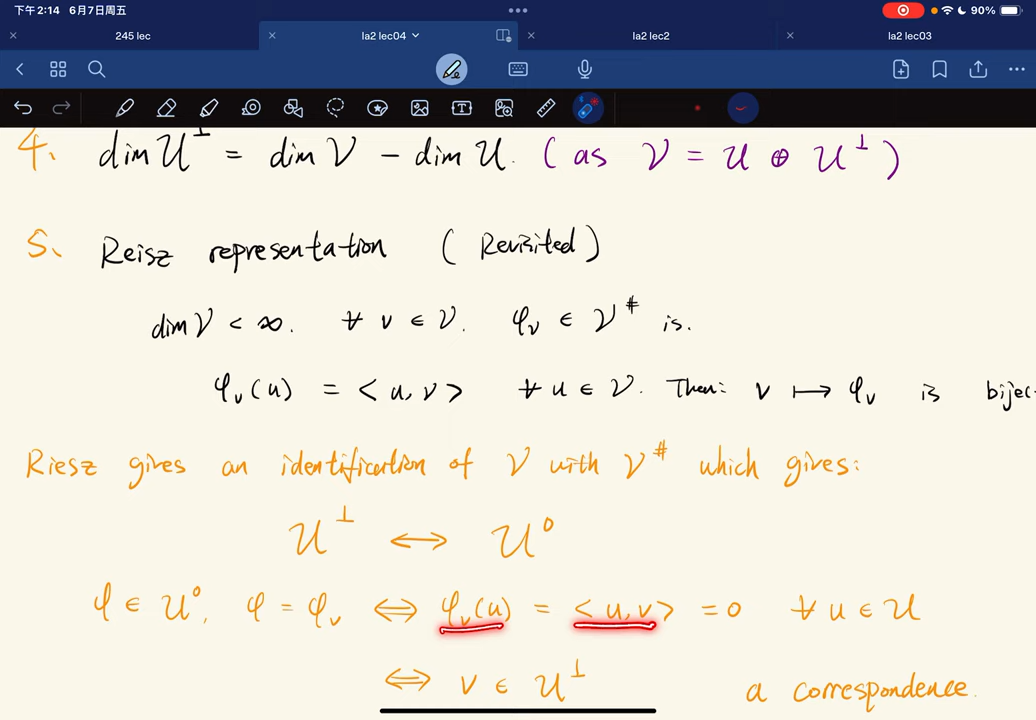 下午2:14 6月7日周五
90%
245 lec
la2 lec04
la2 lec2
la2 lec03
4. dim U^⊥ = dim V - dim U. (as V = U ⊕ U^⊥)
5. Reisz representation (Revisited)
dim V < ∞. ∀ v ∈ V. φ_v ∈ V^# is.
φ_v(u) = <u,v> ∀ u ∈ V. Then: v ↦ φ_v is bijec
Riesz gives an identification of V with V^# which gives:
U^⊥ ⟷ U^0
φ ∈ U^0, φ = φ_v ⟺ φ_v(u) = <u,v> = 0 ∀ u ∈ U
⟺ v ∈ U^⊥ a correspondence.